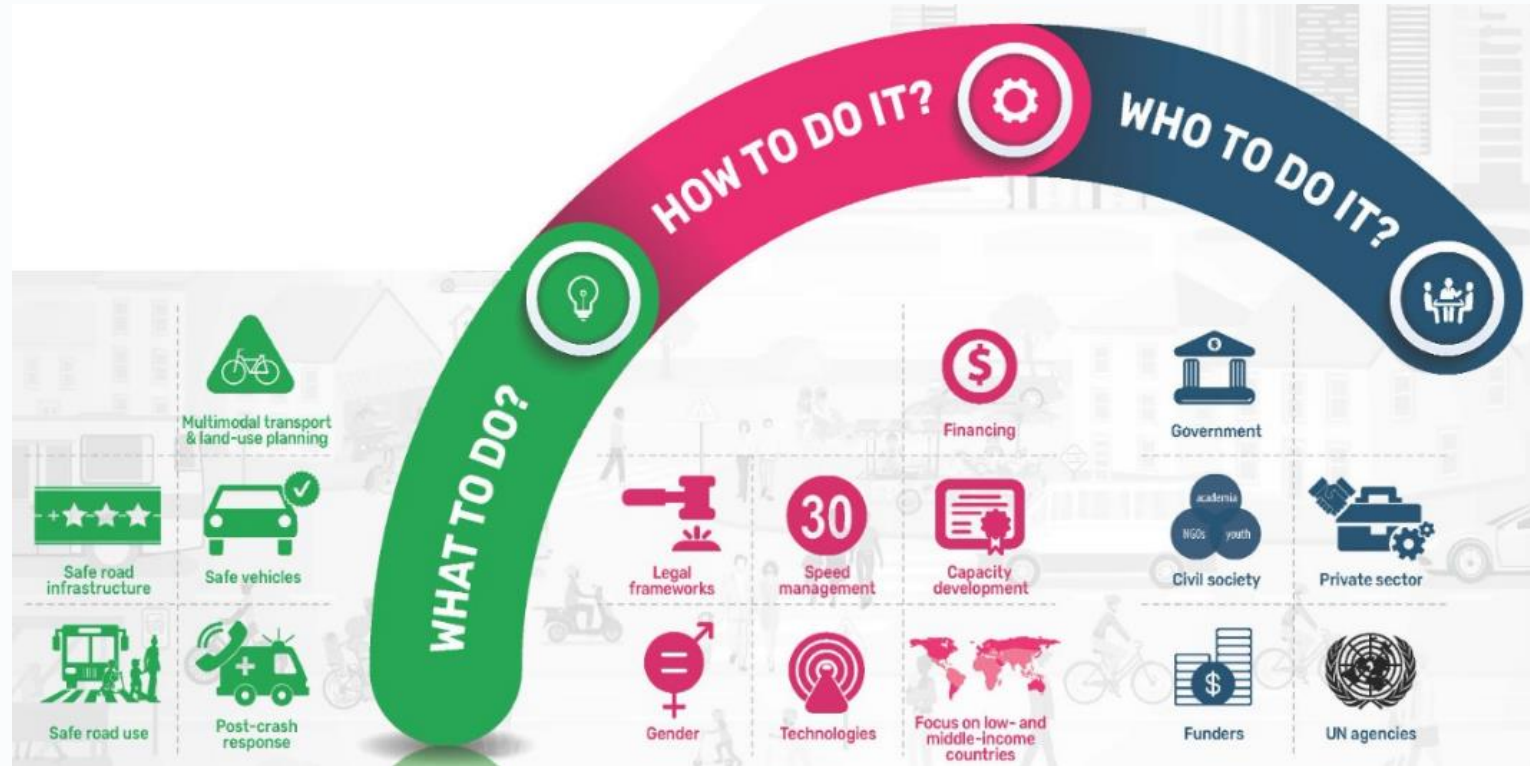 WHAT TO DO?
HOW TO DO IT?
WHO TO DO IT?
Multimodal transport
& land-use planning
Safe road
infrastructure
Safe vehicles
Safe road use
Post-crash
response
$
Financing
Legal
frameworks
30
Speed
management
Capacity
development
Gender
Technologies
Focus on low- and
middle-income
countries
$
Government
academia
NGOs youth
Civil society
Private sector
$
Funders
UN agencies